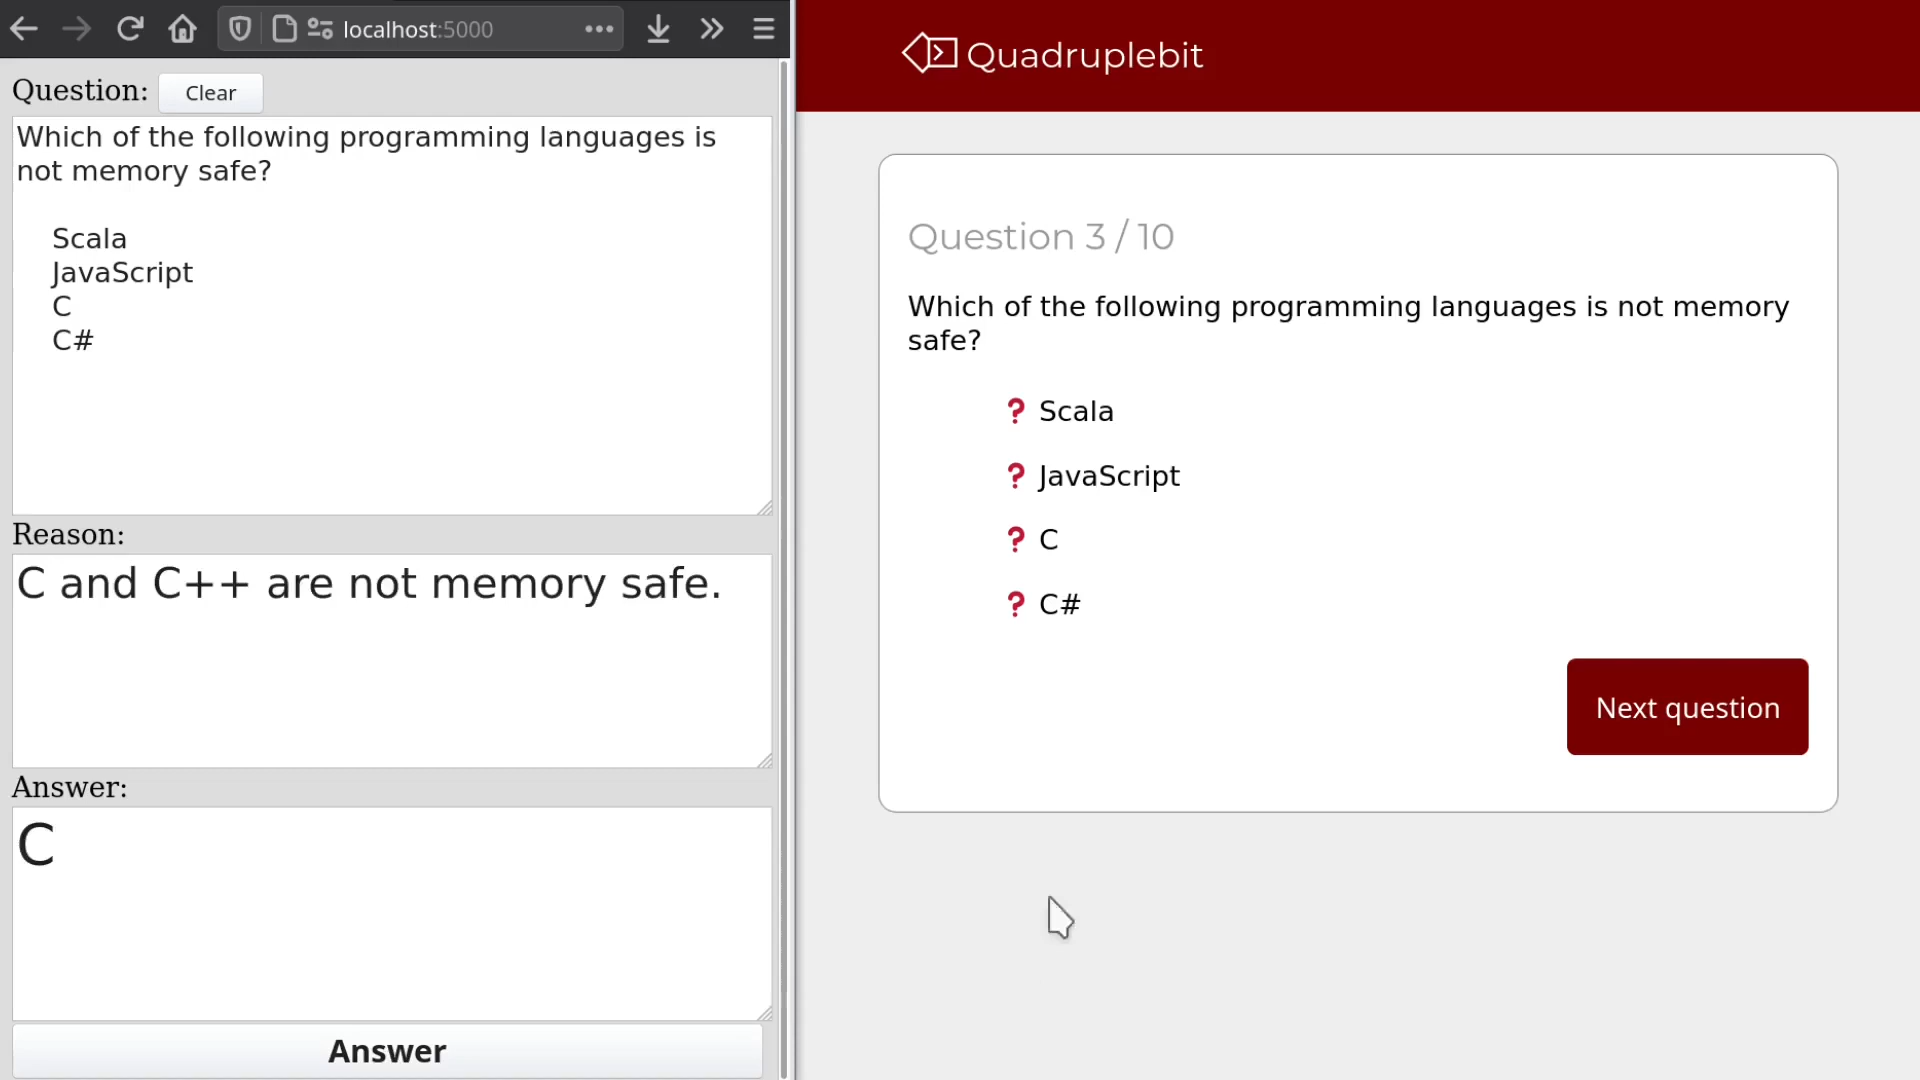 localhost:5000
Question:
Clear
Which of the following programming languages is
not memory safe?
Scala
JavaScript
C
C#
Reason:
C and C++ are not memory safe.
Answer:
C
Answer
Quadruplebit
Question 3 / 10
Which of the following programming languages is not memory
safe?
? Scala
? JavaScript
? C
? C#
Next question